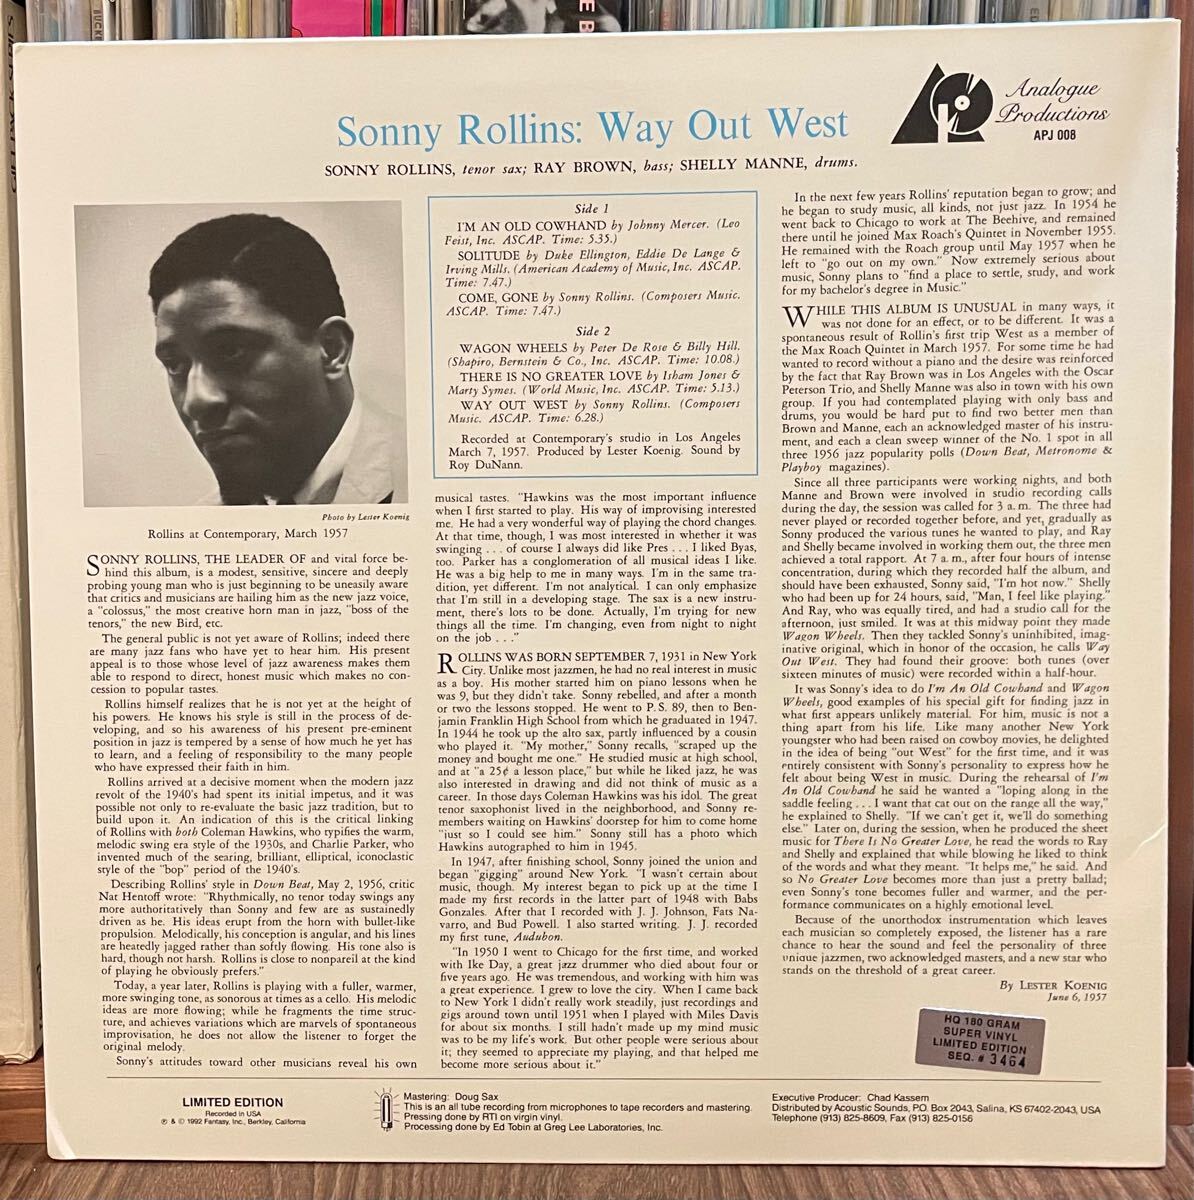 Analogue
Productions
APJ 008
Sonny Rollins: Way Out West
SONNY ROLLINS, tenor sax; RAY BROWN, bass; SHELLY MANNE, drums.
Photo by Lester Koenig
Rollins at Contemporary, March 1957
SONNY ROLLINS, THE LEADER OF and vital force be-
hind this album, is a modest, sensitive, sincere and deeply
probing young man who is just beginning to be uneasily aware
that critics and musicians are hailing him as the new jazz voice,
a "colossus," the most creative horn man in jazz, "boss of the
tenors," the new Bird, etc.
The general public is not yet aware of Rollins; indeed there
are many jazz fans who have yet to hear him. His present
appeal is to those whose level of jazz awareness makes them
able to respond to direct, honest music which makes no con-
cession to popular tastes.
Rollins himself realizes that he is not yet at the height of
his powers. He knows his style is still in the process of de-
veloping, and so his awareness of his present pre-eminent
position in jazz is tempered by a sense of how much he yet has
to learn, and a feeling of responsibility to the many people
who have expressed their faith in him.
Rollins arrived at a decisive moment when the modern jazz
revolt of the 1940's had spent its initial impetus, and it was
possible not only to re-evaluate the basic jazz tradition, but to
build upon it. An indication of this is the critical linking
of Rollins with both Coleman Hawkins, who typifies the warm,
melodic swing era style of the 1930s, and Charlie Parker, who
invented much of the searing, brilliant, elliptical, iconoclastic
style of the "bop" period of the 1940's.
Describing Rollins' style in Down Beat, May 2, 1956, critic
Nat Hentoff wrote: "Rhythmically, no tenor today swings any
more authoritatively than Sonny and few are as sustainedly
driven as he. His ideas erupt from the horn with bullet-like
propulsion. Melodically, his conception is angular, and his lines
are heatedly jagged rather than softly flowing. His tone also is
hard, though not harsh. Rollins is close to nonpareil at the kind
of playing he obviously prefers."
Today, a year later, Rollins is playing with a fuller, warmer,
more swinging tone, as sonorous at times as a cello. His melodic
ideas are more flowing; while he fragments the time struc-
ture, and achieves variations which are marvels of spontaneous
improvisation, he does not allow the listener to forget the
original melody.
Sonny's attitudes toward other musicians reveal his own
Side 1
I'M AN OLD COWHAND by Johnny Mercer. (Leo
Feist, Inc. ASCAP. Time: 5.35.)
SOLITUDE by Duke Ellington, Eddie De Lange &
Irving Mills. (American Academy of Music, Inc. ASCAP.
Time: 7.47.)
COME, GONE by Sonny Rollins. (Composers Music.
ASCAP. Time: 7.47.)
Side 2
WAGON WHEELS by Peter De Rose & Billy Hill.
(Shapiro, Bernstein & Co., Inc. ASCAP. Time: 10.08.)
THERE IS NO GREATER LOVE by Isham Jones &
Marty Symes. (World Music, Inc. ASCAP. Time: 5.13.)
WAY OUT WEST by Sonny Rollins. (Composers
Music. ASCAP. Time: 6.28.)
Recorded at Contemporary's studio in Los Angeles
March 7, 1957. Produced by Lester Koenig. Sound by
Roy DuNann.
musical tastes. "Hawkins was the most important influence
when I first started to play. His way of improvising interested
me. He had a very wonderful way of playing the chord changes.
At that time, though, I was most interested in whether it was
swinging . . . of course I always did like Pres . . . I liked Byas,
too. Parker has a conglomeration of all musical ideas I like.
He was a big help to me in many ways. I'm in the same tra-
dition, yet different. I'm not analytical. I can only emphasize
that I'm still in a developing stage. The sax is a new instru-
ment, there's lots to be done. Actually, I'm trying for new
things all the time. I'm changing, even from night to night
on the job . . ."
ROLLINS WAS BORN SEPTEMBER 7, 1931 in New York
City. Unlike most jazzmen, he had no real interest in music
as a boy. His mother started him on piano lessons when he
was 9, but they didn't take. Sonny rebelled, and after a month
or two the lessons stopped. He went to P. S. 89, then to Ben-
jamin Franklin High School from which he graduated in 1947.
In 1944 he took up the alto sax, partly influenced by a cousin
who played it. "My mother," Sonny recalls, "scraped up the
money and bought me one." He studied music at high school,
and at "a 25¢ a lesson place," but while he liked jazz, he was
also interested in drawing and did not think of music as a
career. In those days Coleman Hawkins was his idol. The great
tenor saxophonist lived in the neighborhood, and Sonny re-
members waiting on Hawkins' doorstep for him to come home
"just so I could see him." Sonny still has a photo which
Hawkins autographed to him in 1945.
In 1947, after finishing school, Sonny joined the union and
began "gigging" around New York. "I wasn't certain about
music, though. My interest began to pick up at the time I
made my first records in the latter part of 1948 with Babs
Gonzales. After that I recorded with J. J. Johnson, Fats Na-
varro, and Bud Powell. I also started writing. J. J. recorded
my first tune, Audubon.
"In 1950 I went to Chicago for the first time, and worked
with Ike Day, a great jazz drummer who died about four or
five years ago. He was tremendous, and working with him was
a great experience. I grew to love the city. When I came back
to New York I didn't really work steadily, just recordings and
gigs around town until 1951 when I played with Miles Davis
for about six months. I still hadn't made up my mind music
was to be my life's work. But other people were serious about
it; they seemed to appreciate my playing, and that helped me
become more serious about it."
In the next few years Rollins' reputation began to grow; and
he began to study music, all kinds, not just jazz. In 1954 he
went back to Chicago to work at The Beehive, and remained
there until he joined Max Roach's Quintet in November 1955.
He remained with the Roach group until May 1957 when he
left to "go out on my own." Now extremely serious about
music, Sonny plans to "find a place to settle, study, and work
for my bachelor's degree in Music."
WHILE THIS ALBUM IS UNUSUAL in many ways, it
was not done for an effect, or to be different. It was a
spontaneous result of Rollin's first trip West as a member of
the Max Roach Quintet in March 1957. For some time he had
wanted to record without a piano and the desire was reinforced
by the fact that Ray Brown was in Los Angeles with the Oscar
Peterson Trio, and Shelly Manne was also in town with his own
group. If you had contemplated playing with only bass and
drums, you would be hard put to find two better men than
Brown and Manne, each an acknowledged master of his instru-
ment, and each a clean sweep winner of the No. 1 spot in all
three 1956 jazz popularity polls (Down Beat, Metronome &
Playboy magazines).
Since all three participants were working nights, and both
Manne and Brown were involved in studio recording calls
during the day, the session was called for 3 a. m. The three had
never played or recorded together before, and yet, gradually as
Sonny produced the various tunes he wanted to play, and Ray
and Shelly became involved in working them out, the three men
achieved a total rapport. At 7 a. m., after four hours of intense
concentration, during which they recorded half the album, and
should have been exhausted, Sonny said, "I'm hot now." Shelly
who had been up for 24 hours, said, "Man, I feel like playing."
And Ray, who was equally tired, and had a studio call for the
afternoon, just smiled. It was at this midway point they made
Wagon Wheels. Then they tackled Sonny's uninhibited, imag-
inative original, which in honor of the occasion, he calls Way
Out West. They had found their groove: both tunes (over
sixteen minutes of music) were recorded within a half-hour.
It was Sonny's idea to do I'm An Old Cowhand and Wagon
Wheels, good examples of his special gift for finding jazz in
what first appears unlikely material. For him, music is not a
thing apart from his life. Like many another New York
youngster who had been raised on cowboy movies, he delighted
in the idea of being "out West" for the first time, and it was
entirely consistent with Sonny's personality to express how he
felt about being West in music. During the rehearsal of I'm
An Old Cowhand he said he wanted a "loping along in the
saddle feeling . . . I want that cat out on the range all the way,"
he explained to Shelly. "If we can't get it, we'll do something
else." Later on, during the session, when he produced the sheet
music for There Is No Greater Love, he read the words to Ray
and Shelly and explained that while blowing he liked to think
of the words and what they meant. "It helps me," he said. And
so No Greater Love becomes more than just a pretty ballad;
even Sonny's tone becomes fuller and warmer, and the per-
formance communicates on a highly emotional level.
Because of the unorthodox instrumentation which leaves
each musician so completely exposed, the listener has a rare
chance to hear the sound and feel the personality of three
unique jazzmen, two acknowledged masters, and a new star who
stands on the threshold of a great career.
By LESTER KOENIG
June 6, 1957
HQ 180 GRAM
SUPER VINYL
LIMITED EDITION
SEQ. # 3464
LIMITED EDITION
Recorded in USA
℗ & © 1992 Fantasy, Inc., Berkley, California
Mastering: Doug Sax
This is an all tube recording from microphones to tape recorders and mastering.
Pressing done by RTI on virgin vinyl.
Processing done by Ed Tobin at Greg Lee Laboratories, Inc.
Executive Producer: Chad Kassem
Distributed by Acoustic Sounds, P.O. Box 2043, Salina, KS 67402-2043, USA
Telephone (913) 825-8609, Fax (913) 825-0156